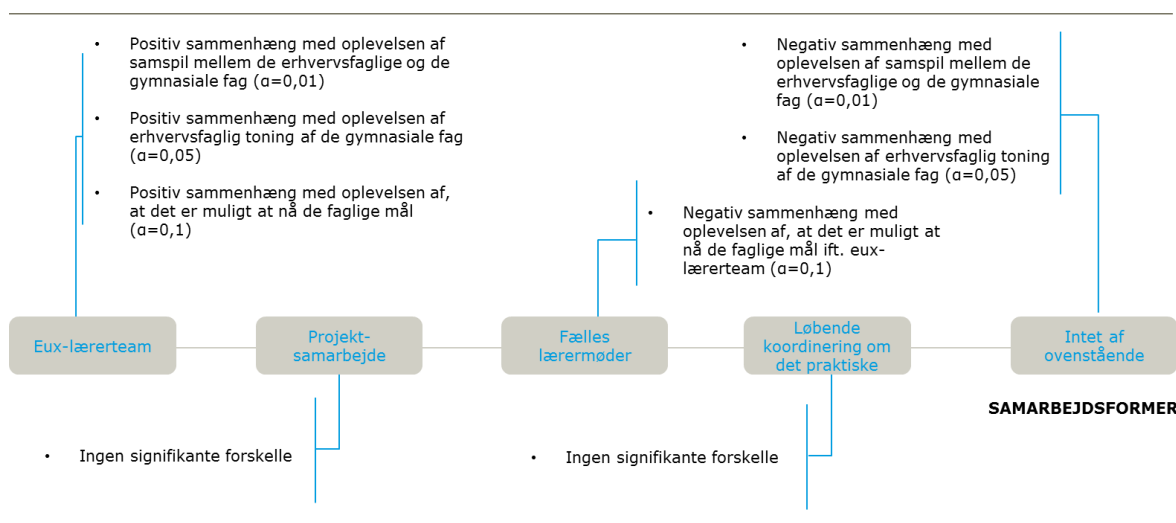 • Positiv sammenhæng med oplevelsen af
samspil mellem de erhvervsfaglige og de
gymnasiale fag (α=0,01)
• Positiv sammenhæng med oplevelsen af
erhvervsfaglig toning af de gymnasiale fag
(α=0,05)
• Positiv sammenhæng med oplevelsen af,
at det er muligt at nå de faglige mål
(α=0,1)
• Negativ sammenhæng med
oplevelsen af samspil mellem de
erhvervsfaglige og de gymnasiale
fag (α=0,01)
• Negativ sammenhæng med
oplevelsen af erhvervsfaglig toning
af de gymnasiale fag (α=0,05)
• Negativ sammenhæng med
oplevelsen af, at det er muligt at
nå de faglige mål ift. eux-
lærerteam (α=0,1)
Eux-lærerteam
Projekt-
samarbejde
Fælles
lærermøder
Løbende
koordinering om
det praktiske
Intet af
ovenstående
SAMARBEJDSFORMER
• Ingen signifikante forskelle
• Ingen signifikante forskelle